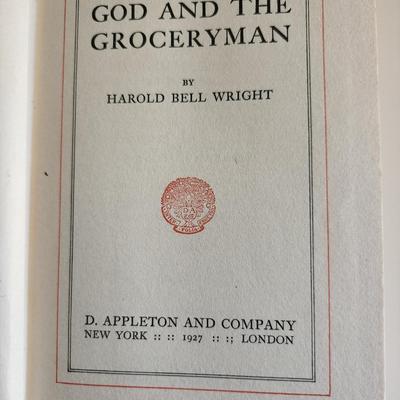 GOD AND THE
GROCERYMAN
BY
HAROLD BELL WRIGHT
D. APPLETON AND COMPANY
NEW YORK :: :: 1927 :: :; LONDON